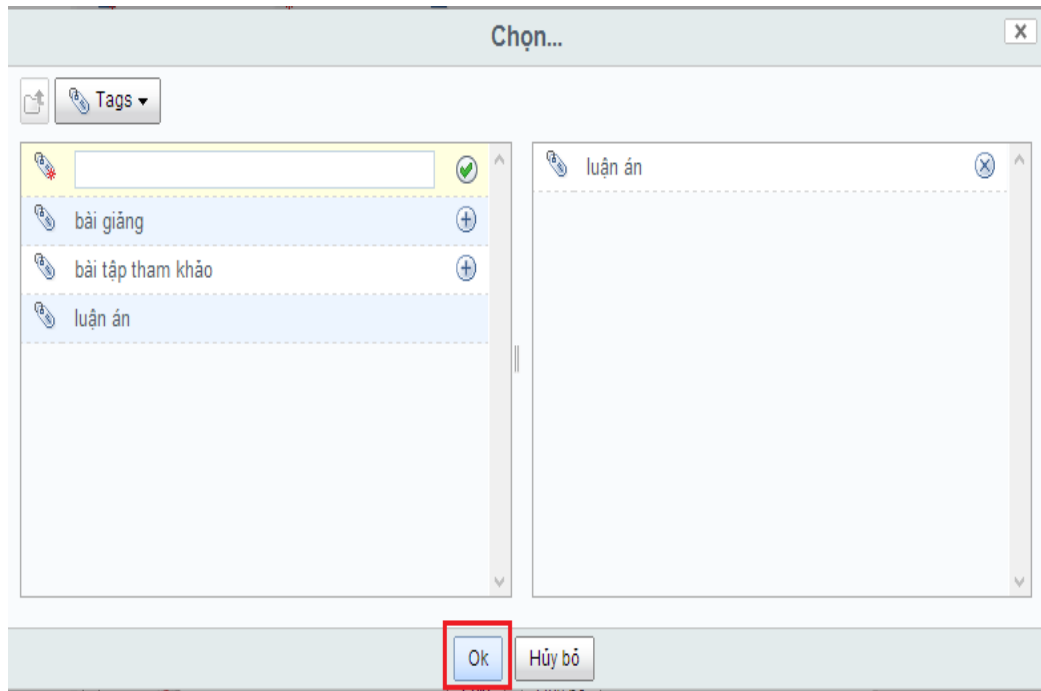 Chọn...
Tags
luận án
bài giảng
bài tập tham khảo
luận án
Ok
Hủy bỏ